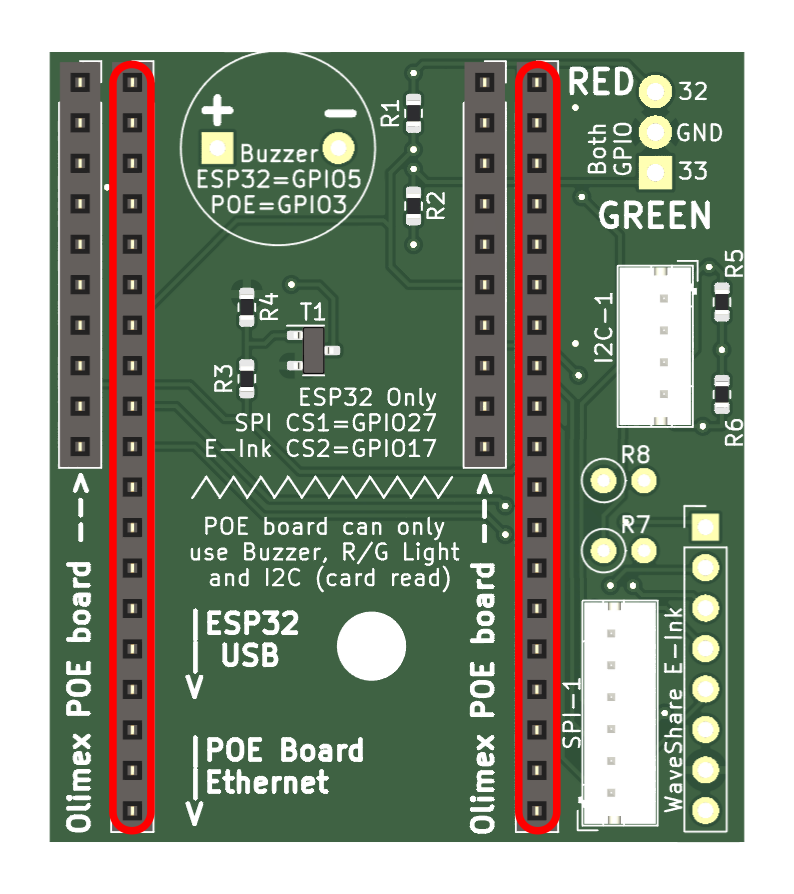 RED
32
R1
GND
Both
GPIO
Buzzer
ESP32=GPIO5
POE=GPIO3
33
R2
GREEN
R5
R4
T1
I2C-1
R3
ESP32 Only
SPI CS1=GPIO27
E-Ink CS2=GPIO17
R6
R8
POE board can only
use Buzzer, R/G Light
and I2C (card read)
R7
Olimex POE board -->
ESP32
USB
Olimex POE board -->
SPI-1
WaveShare E-Ink
POE Board
Ethernet